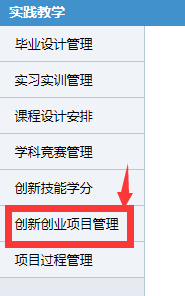 实践教学
毕业设计管理
实习实训管理
课程设计安排
学科竞赛管理
创新技能学分
创新创业项目管理
项目过程管理